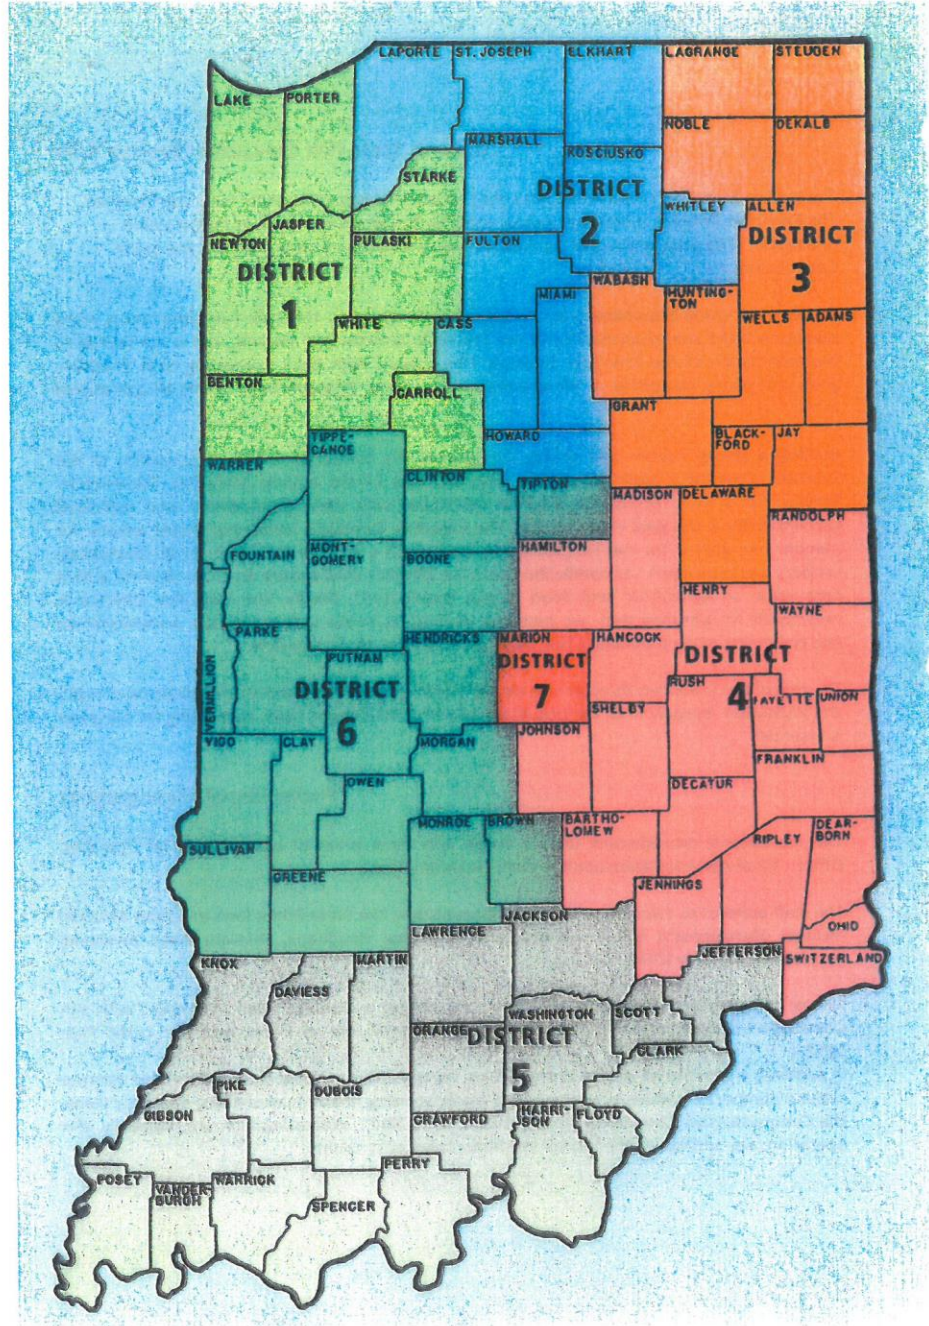 LAPORTE
ST. JOSEPH
ELKHART
LAGRANGE
STEUBEN
LAKE
PORTER
NOBLE
DEKALB
MARSHALL
KOSCIUSKO
STARKE
DISTRICT
2
WHITLEY
ALLEN
DISTRICT
3
JASPER
NEWTON
PULASKI
FULTON
DISTRICT
1
WABASH
HUNTING-
TON
MIAMI
WELLS
ADAMS
WHITE
CASS
BENTON
CARROLL
GRANT
BLACK-
FORD
JAY
TIPPE-
CANOE
HOWARD
WARREN
CLINTON
TIPTON
MADISON
DELAWARE
RANDOLPH
FOUNTAIN
MONT-
GOMERY
BOONE
HAMILTON
HENRY
WAYNE
PARKE
HENDRICKS
MARION
HANCOCK
DISTRICT
7
DISTRICT
4
PUTNAM
VERMILLION
DISTRICT
6
RUSH
FAYETTE
UNION
SHELBY
VIGO
CLAY
MORGAN
JOHNSON
FRANKLIN
OWEN
DECATUR
MONROE
BROWN
BARTHO-
LOMEW
RIPLEY
DEAR-
BORN
SULLIVAN
GREENE
JENNINGS
JACKSON
OHIO
LAWRENCE
JEFFERSON
SWITZERLAND
KNOX
MARTIN
DAVIESS
WASHINGTON
SCOTT
ORANGE
DISTRICT
5
CLARK
PIKE
DUBOIS
GIBSON
CRAWFORD
HARRI-
SON
FLOYD
PERRY
POSEY
VANDER-
BURGH
WARRICK
SPENCER